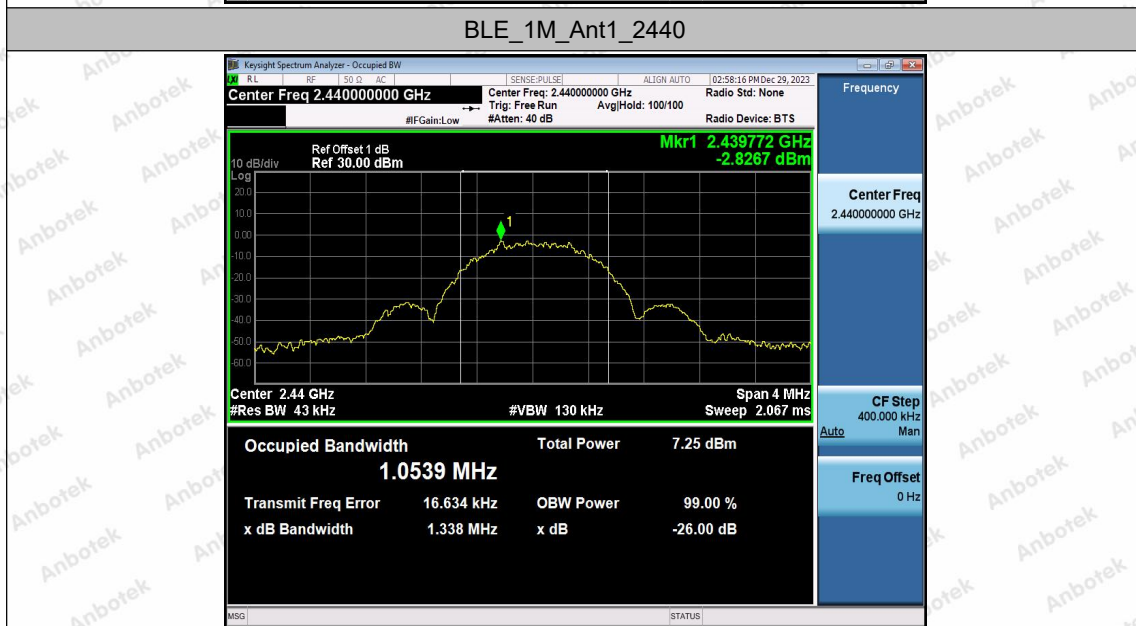 BLE_1M_Ant1_2440
Keysight Spectrum Analyzer - Occupied BW
RL RF 50 Ω AC SENSE:PULSE ALIGN AUTO 02:58:16 PM Dec 29, 2023
Center Freq 2.440000000 GHz Center Freq: 2.440000000 GHz Radio Std: None
Trig: Free Run Avg|Hold: 100/100
#IFGain:Low #Atten: 40 dB Radio Device: BTS
Frequency
Mkr1 2.439772 GHz
-2.8267 dBm
Ref Offset 1 dB
10 dB/div Ref 30.00 dBm
Log
20.0
10.0
0.00
-10.0
-20.0
-30.0
-40.0
-50.0
-60.0
1
Center 2.44 GHz Span 4 MHz
#Res BW 43 kHz #VBW 130 kHz Sweep 2.067 ms
Center Freq
2.440000000 GHz
CF Step
400.000 kHz
Auto Man
Freq Offset
0 Hz
Occupied Bandwidth Total Power 7.25 dBm
1.0539 MHz
Transmit Freq Error 16.634 kHz OBW Power 99.00 %
x dB Bandwidth 1.338 MHz x dB -26.00 dB
MSG STATUS
Anbotek